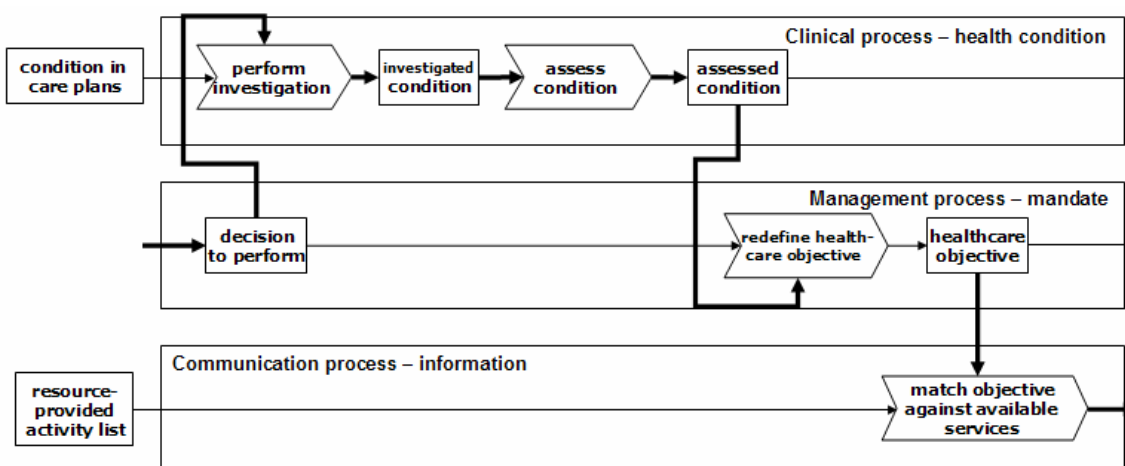 Clinical process – health condition
condition in
care plans
perform
investigation
investigated
condition
assess
condition
assessed
condition
Management process – mandate
decision
to perform
redefine health-
care objective
healthcare
objective
Communication process – information
resource-
provided
activity list
match objective
against available
services